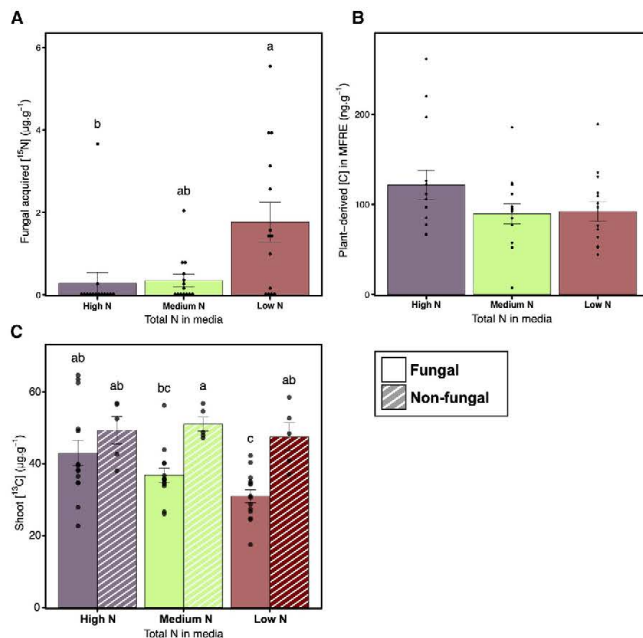 A
Fungal acquired [¹⁵N] (ug.g⁻¹)
6
4
2
0
b
ab
a
High N
Medium N
Low N
Total N in media
B
Plant-derived [C] in MFRE (ng.g⁻¹)
200
100
0
High N
Medium N
Low N
Total N in media
C
Shoot [¹³C] (µg.g⁻¹)
60
40
20
0
ab
ab
bc
a
c
ab
High N
Medium N
Low N
Total N in media
Fungal
Non-fungal